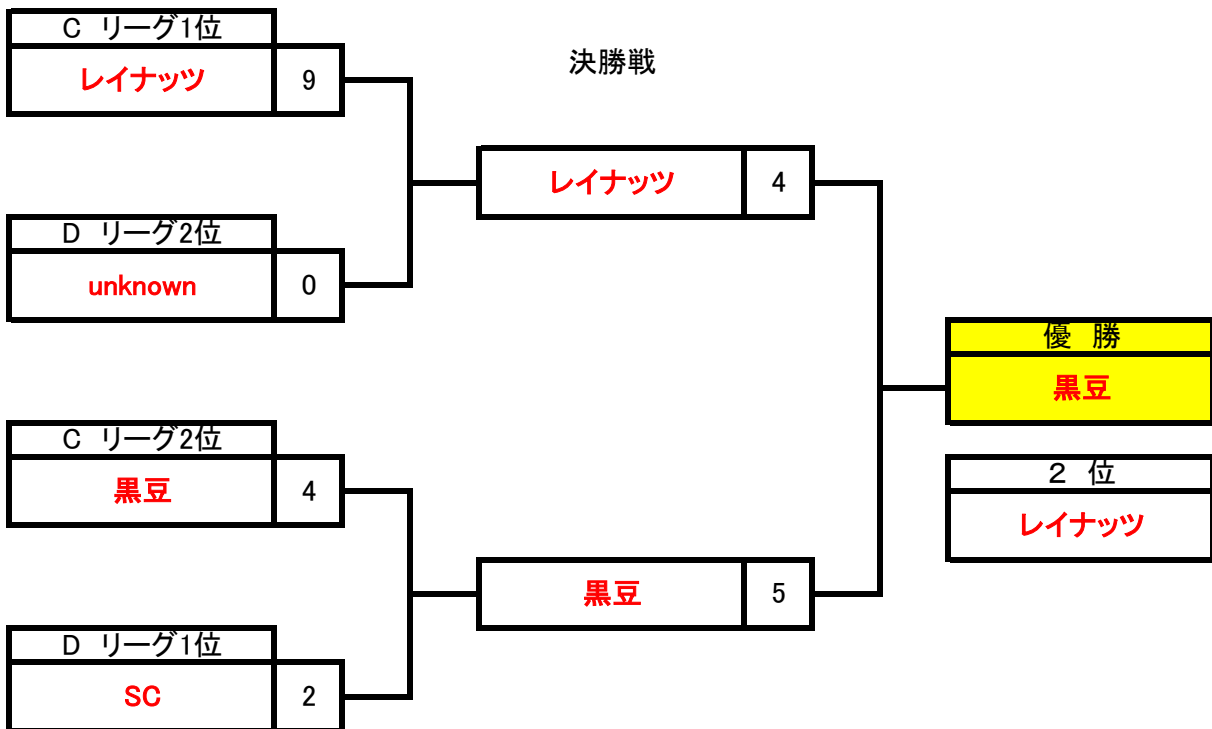 C リーグ1位
レイナッツ 9
決勝戦
レイナッツ 4
D リーグ2位
unknown 0
優 勝
黒豆
C リーグ2位
黒豆 4
２ 位
レイナッツ
黒豆 5
D リーグ1位
SC 2